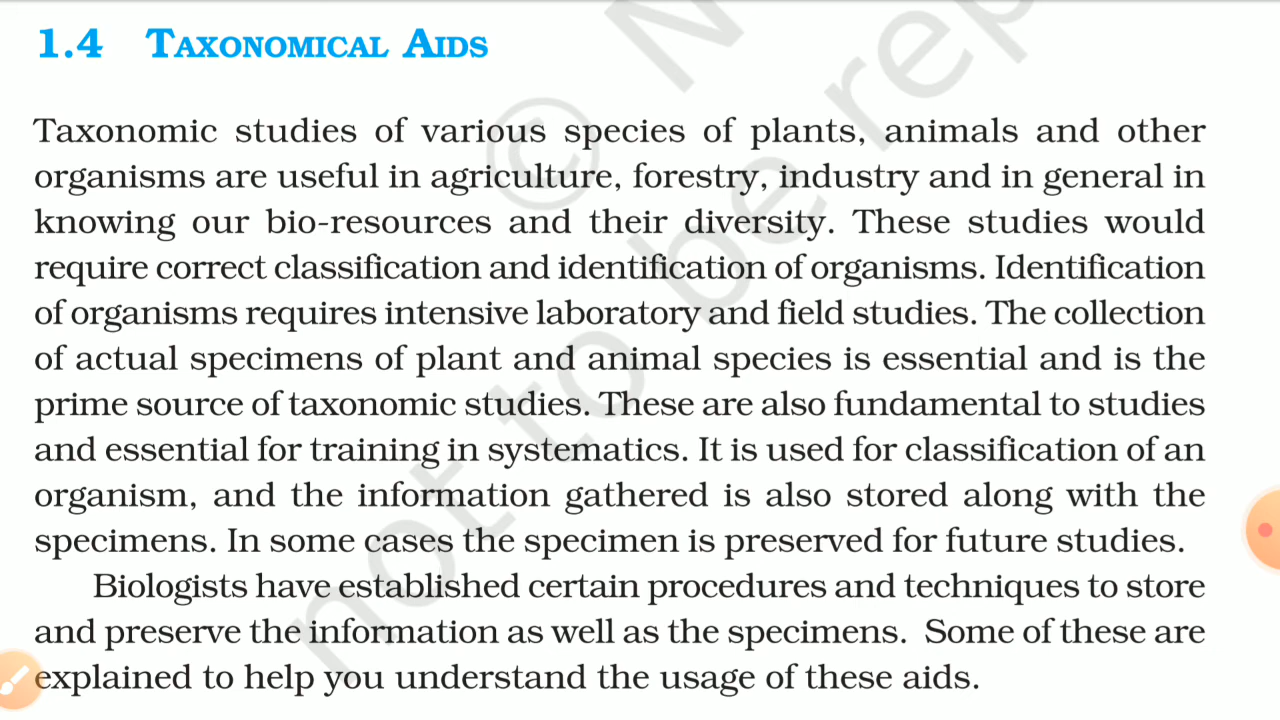 1.4 TAXONOMICAL AIDS
Taxonomic studies of various species of plants, animals and other
organisms are useful in agriculture, forestry, industry and in general in
knowing our bio-resources and their diversity. These studies would
require correct classification and identification of organisms. Identification
of organisms requires intensive laboratory and field studies. The collection
of actual specimens of plant and animal species is essential and is the
prime source of taxonomic studies. These are also fundamental to studies
and essential for training in systematics. It is used for classification of an
organism, and the information gathered is also stored along with the
specimens. In some cases the specimen is preserved for future studies.
Biologists have established certain procedures and techniques to store
and preserve the information as well as the specimens. Some of these are
explained to help you understand the usage of these aids.
© N
not to be rep